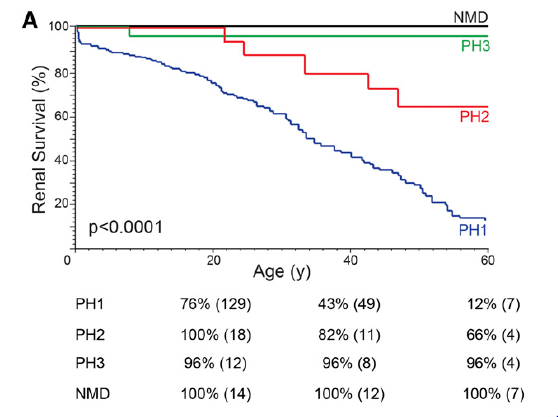 A
100
80
60
40
20
Renal Survival (%)
NMD
PH3
PH2
PH1
p<0.0001
0 20 40 60
Age (y)
PH1 76% (129) 43% (49) 12% (7)
PH2 100% (18) 82% (11) 66% (4)
PH3 96% (12) 96% (8) 96% (4)
NMD 100% (14) 100% (12) 100% (7)